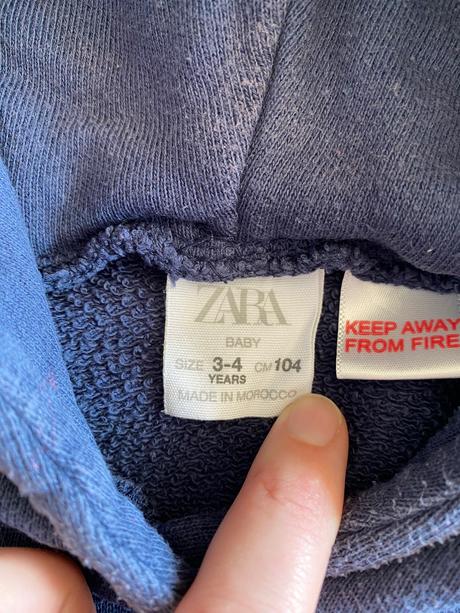 ZARA
BABY
SIZE 3-4 CM 104
YEARS
MADE IN MOROCCO
KEEP AWAY
FROM FIRE